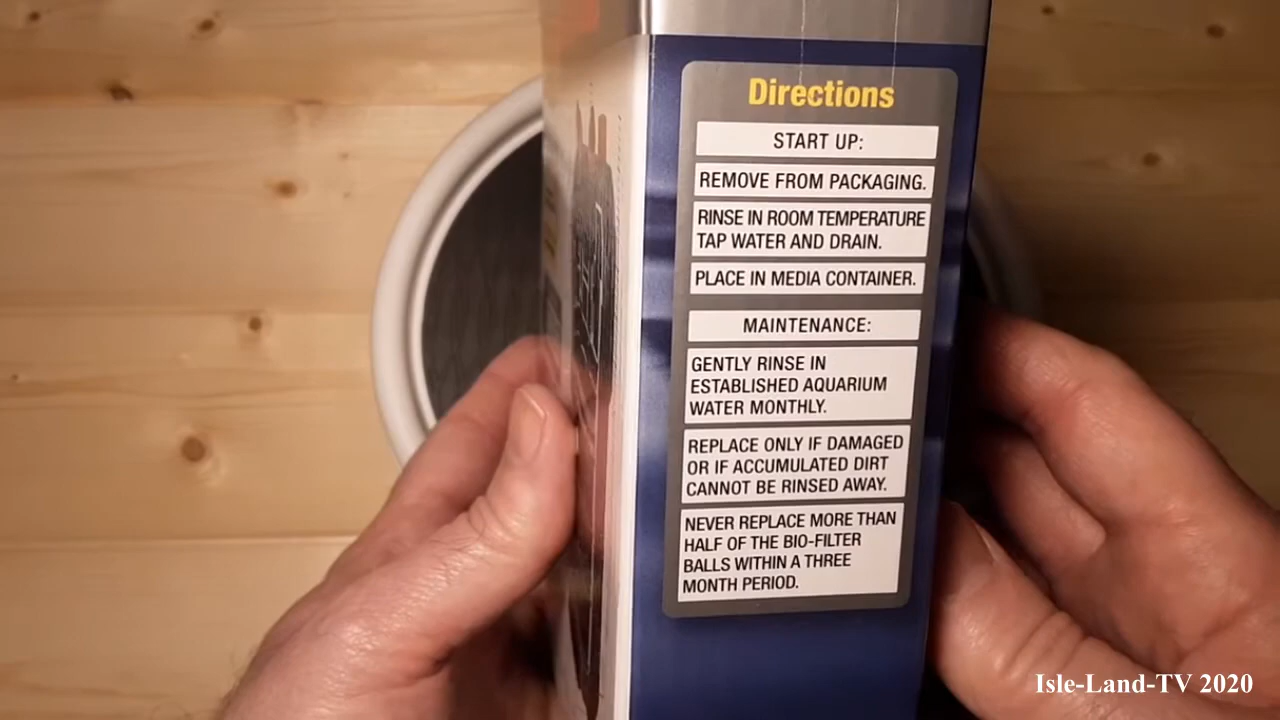 Directions
START UP:
REMOVE FROM PACKAGING.
RINSE IN ROOM TEMPERATURE
TAP WATER AND DRAIN.
PLACE IN MEDIA CONTAINER.
MAINTENANCE:
GENTLY RINSE IN
ESTABLISHED AQUARIUM
WATER MONTHLY.
REPLACE ONLY IF DAMAGED
OR IF ACCUMULATED DIRT
CANNOT BE RINSED AWAY.
NEVER REPLACE MORE THAN
HALF OF THE BIO-FILTER
BALLS WITHIN A THREE
MONTH PERIOD.
Isle-Land-TV 2020